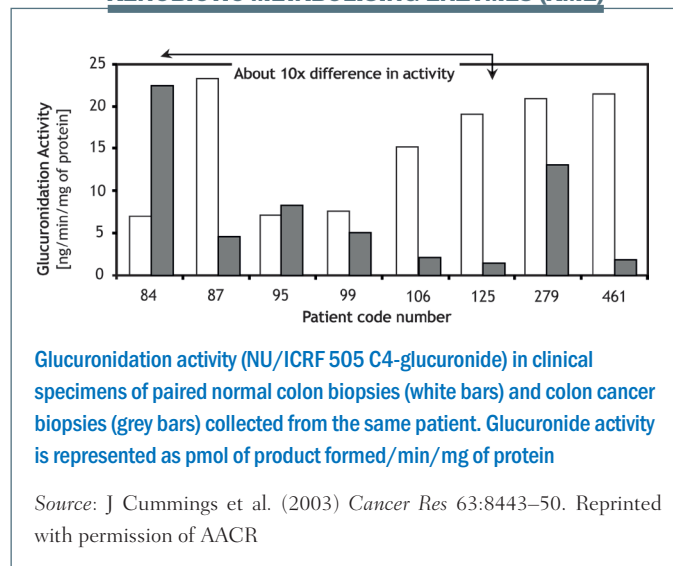 About 10x difference in activity
Glucuronidation Activity
[ng/min/mg of protein]
25
20
15
10
5
0
84 87 95 99 106 125 279 461
Patient code number
Glucuronidation activity (NU/ICRF 505 C4-glucuronide) in clinical
specimens of paired normal colon biopsies (white bars) and colon cancer
biopsies (grey bars) collected from the same patient. Glucuronide activity
is represented as pmol of product formed/min/mg of protein
Source: J Cummings et al. (2003) Cancer Res 63:8443–50. Reprinted
with permission of AACR